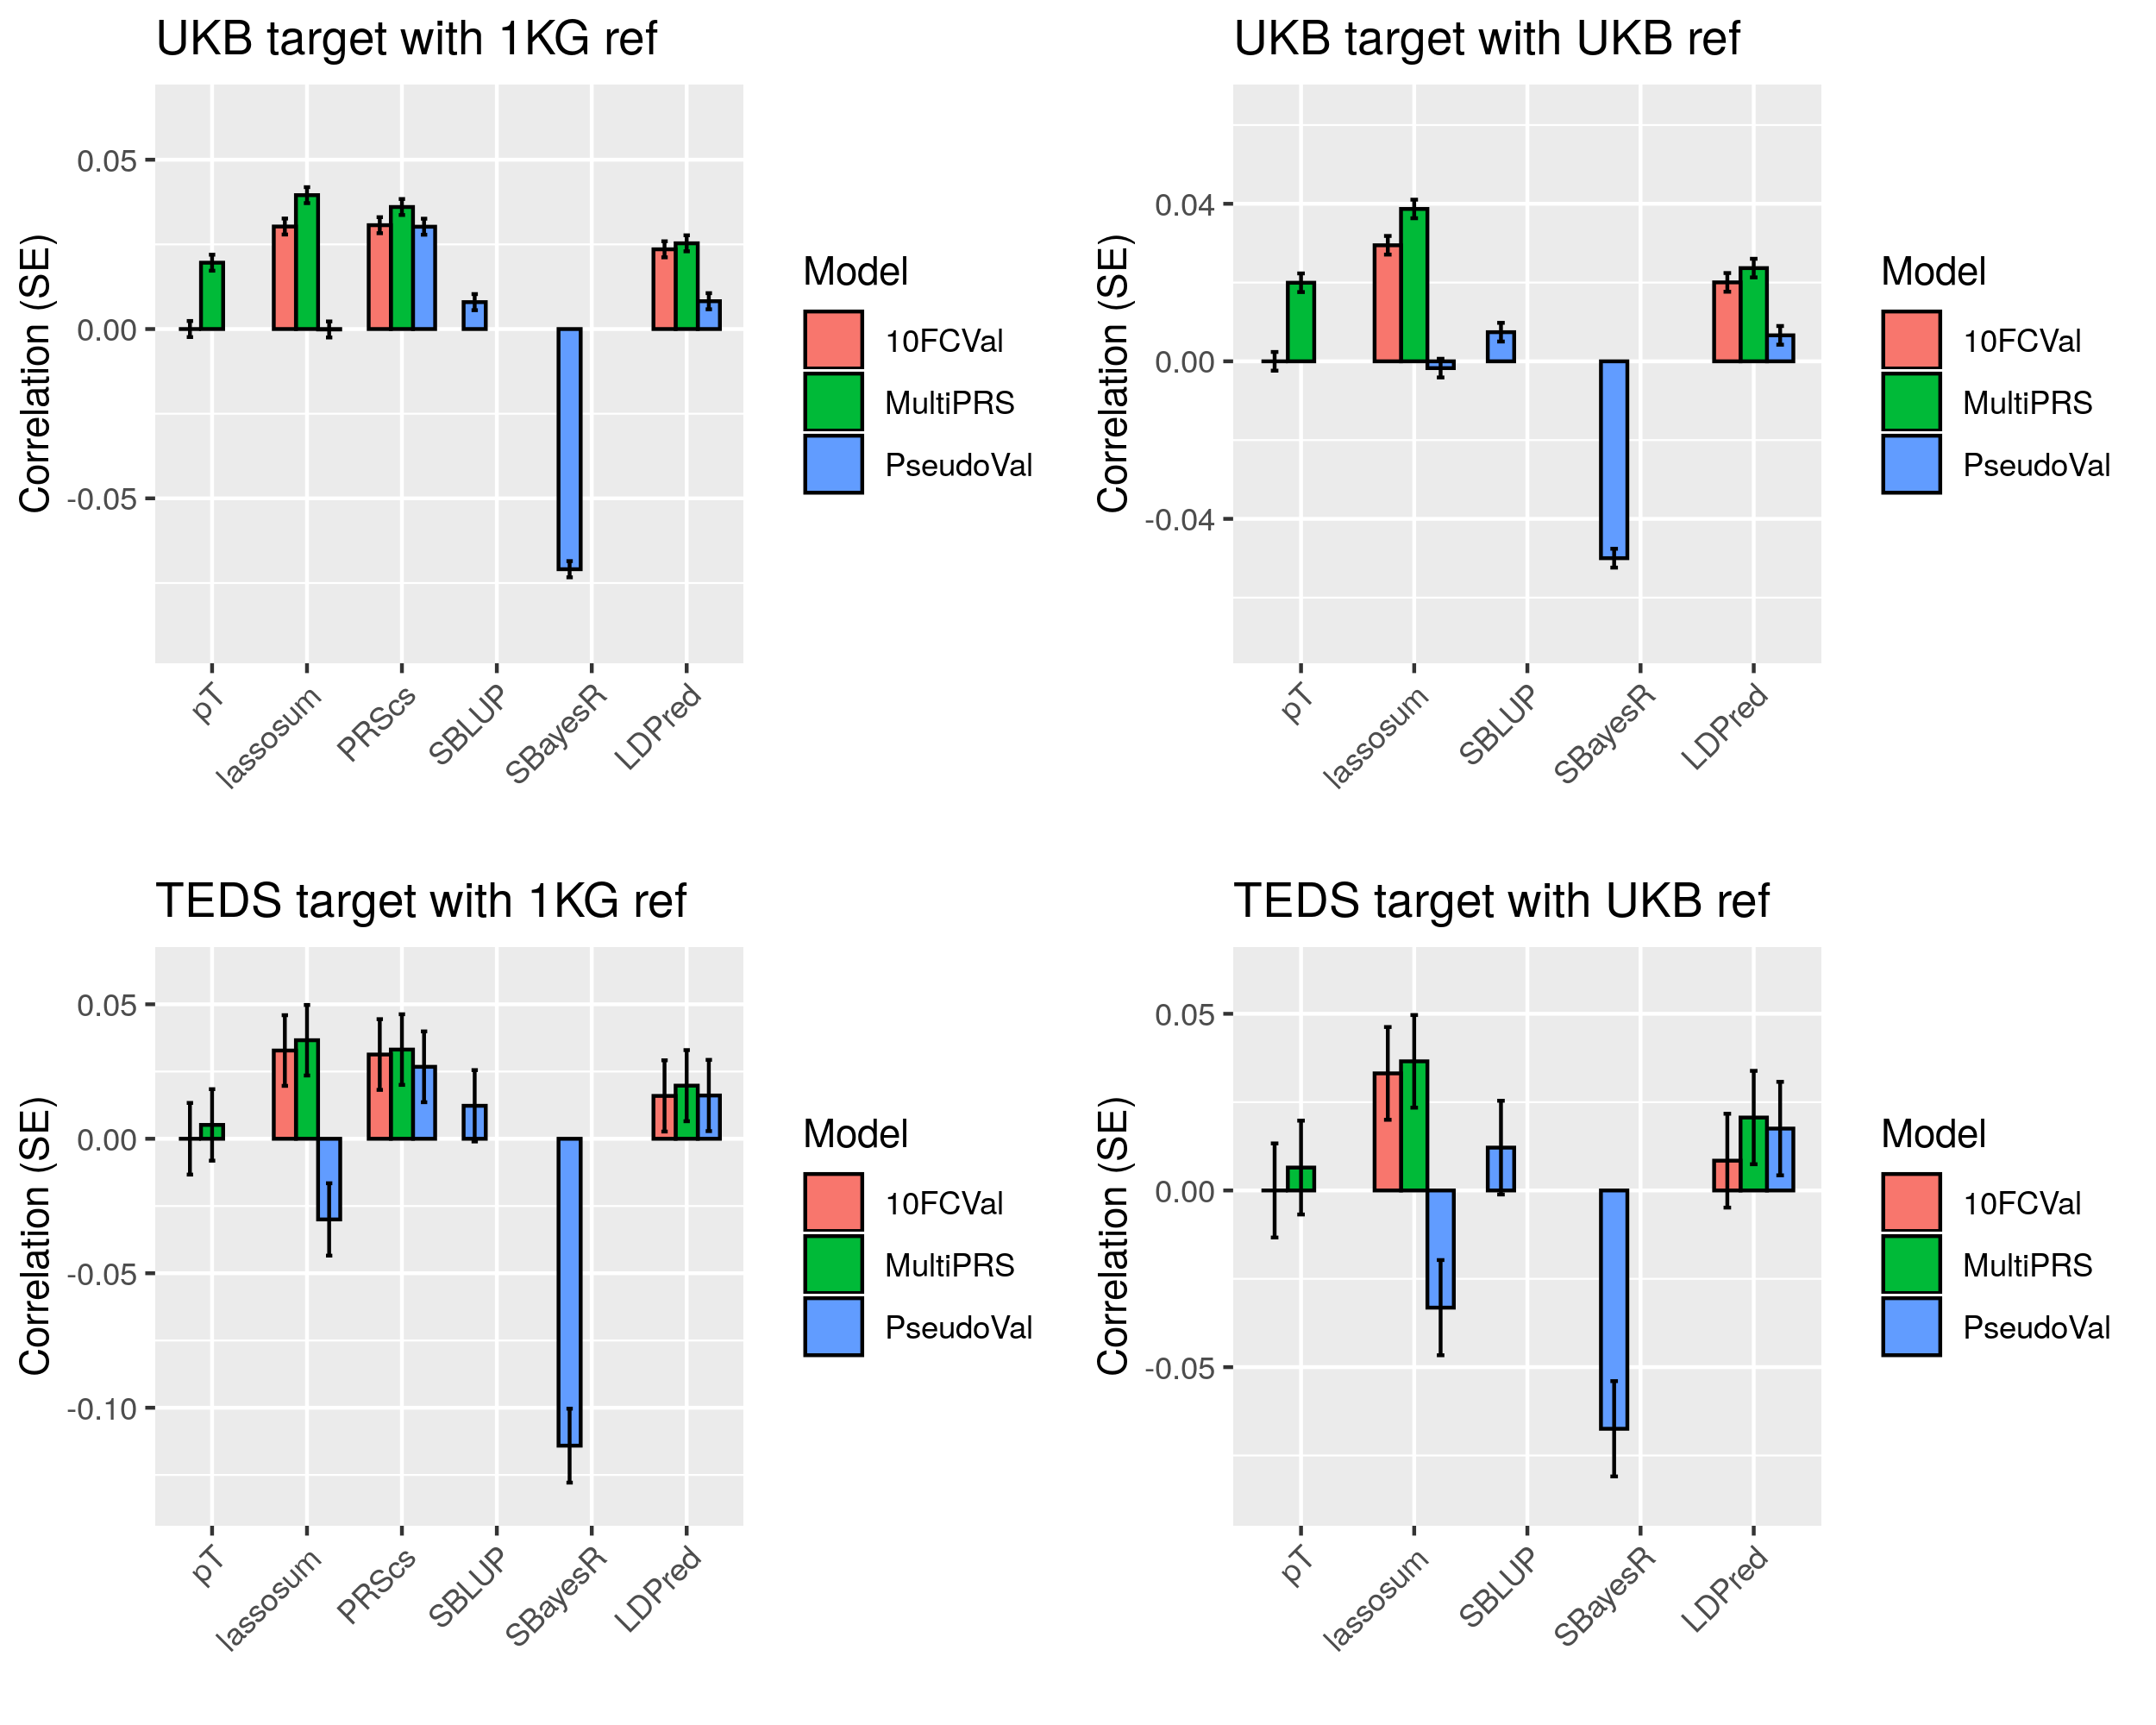 UKB target with 1KG ref
Correlation (SE)
0.05
0.00
-0.05
pT
lassosum
PRScs
SBLUP
SBayesR
LDPred
Model
10FCVal
MultiPRS
PseudoVal
UKB target with UKB ref
Correlation (SE)
0.04
0.00
-0.04
pT
lassosum
SBLUP
SBayesR
LDPred
Model
10FCVal
MultiPRS
PseudoVal
TEDS target with 1KG ref
Correlation (SE)
0.05
0.00
-0.05
-0.10
pT
lassosum
PRScs
SBLUP
SBayesR
LDPred
Model
10FCVal
MultiPRS
PseudoVal
TEDS target with UKB ref
Correlation (SE)
0.05
0.00
-0.05
pT
lassosum
SBLUP
SBayesR
LDPred
Model
10FCVal
MultiPRS
PseudoVal